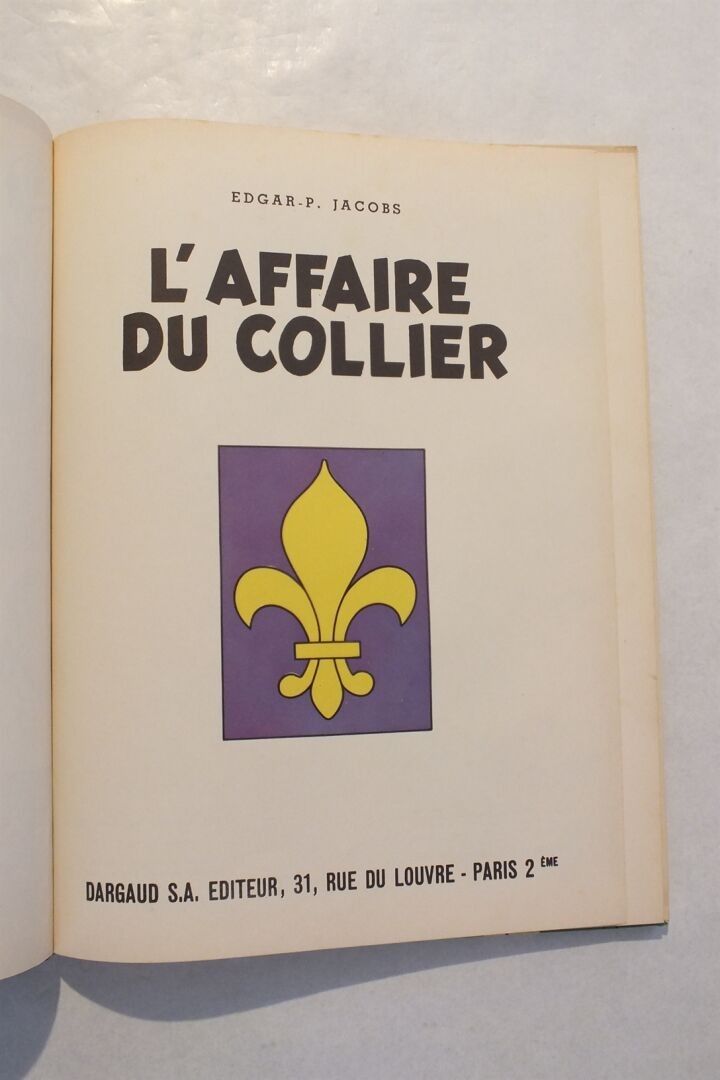 EDGAR-P. JACOBS
L'AFFAIRE
DU COLLIER
DARGAUD S.A. EDITEUR, 31, RUE DU LOUVRE - PARIS 2 ÈME